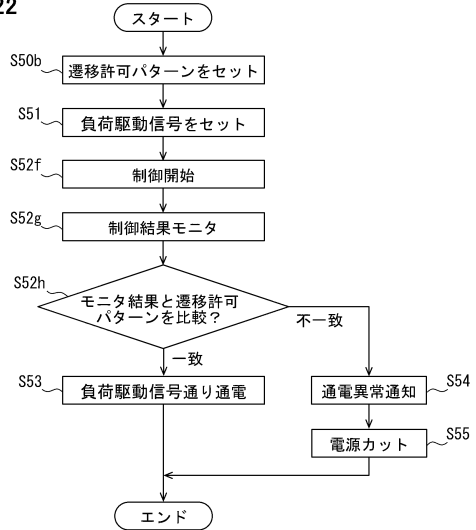 22
スタート
S50b
遷移許可パターンをセット
S51
負荷駆動信号をセット
S52f
制御開始
S52g
制御結果モニタ
S52h
モニタ結果と遷移許可
パターンを比較？
不一致
一致
S53
負荷駆動信号通り通電
通電異常通知
S54
電源カット
S55
エンド